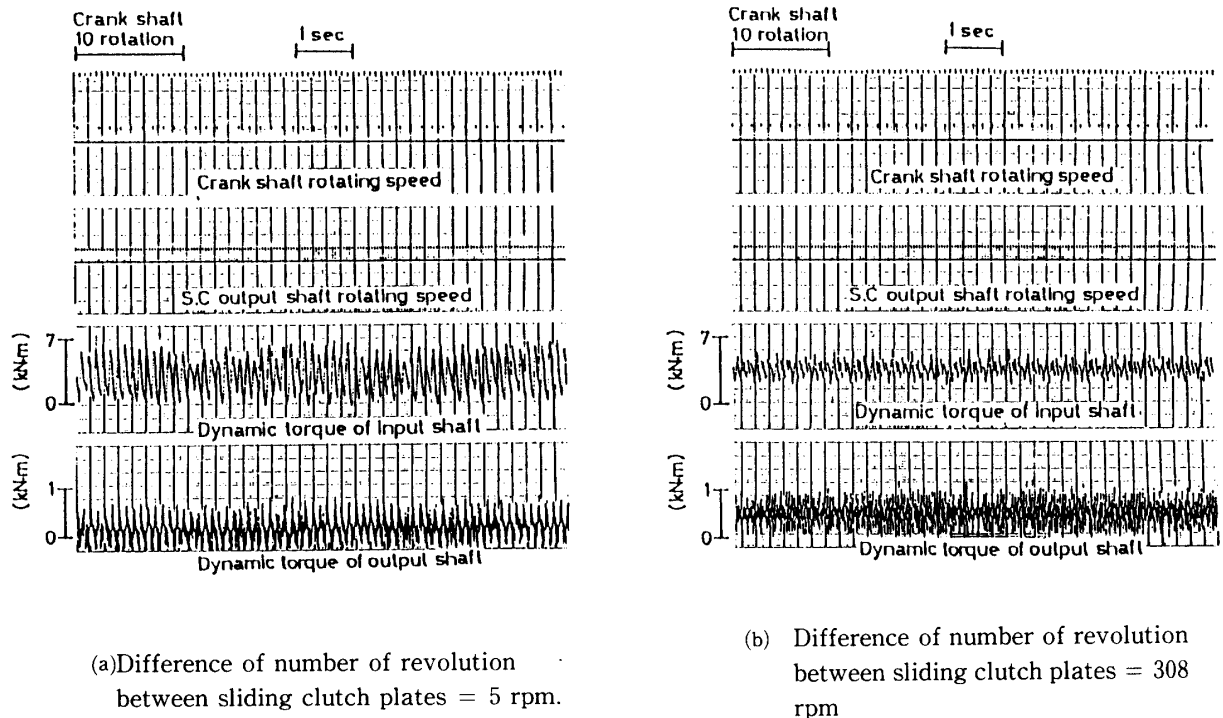 Crank shaft
10 rotation
1 sec
Crank shaft rotating speed
S.C output shaft rotating speed
7
(kN-m)
0
Dynamic torque of input shaft
1
(kN-m)
0
Dynamic torque of output shaft
(a)Difference of number of revolution
between sliding clutch plates = 5 rpm.
Crank shaft
10 rotation
1 sec
Crank shaft rotating speed
S.C output shaft rotating speed
7
(kN-m)
0
Dynamic torque of input shaft
1
(kN-m)
0
Dynamic torque of output shaft
(b) Difference of number of revolution
between sliding clutch plates = 308
rpm